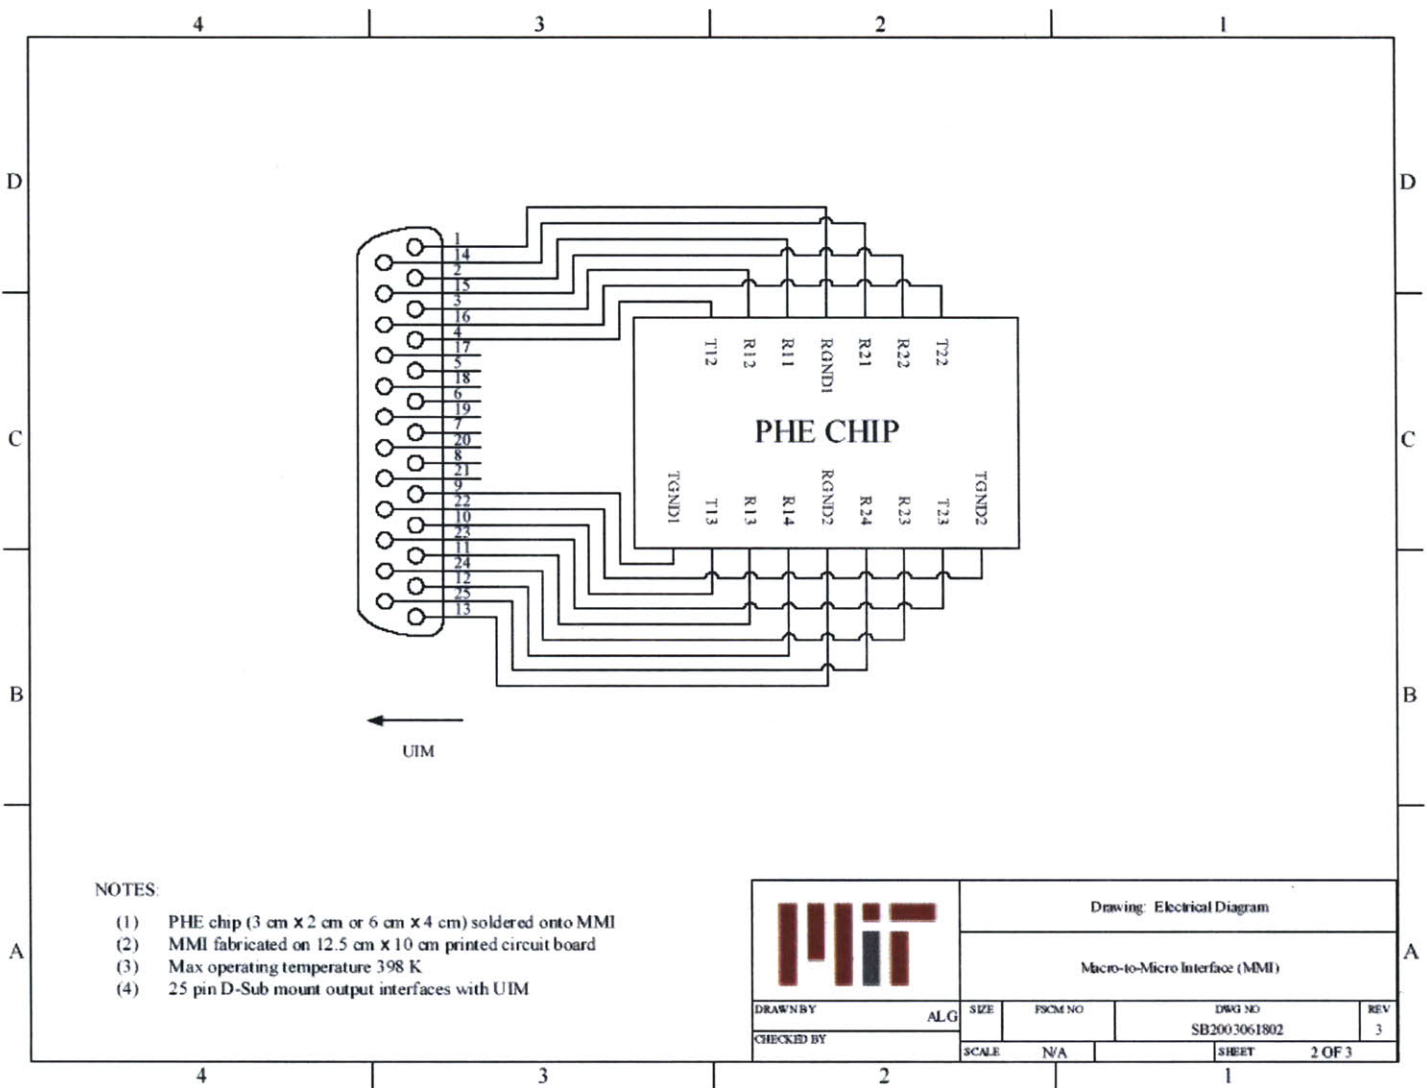 4 3 2 1
D D
1
14
2
15
3
16
4
17
5
18
6
19
7
20
8
21
9
22
10
23
11
24
12
25
13
T12 R12 R11 RGND1 R21 R22 T22
C C
PHE CHIP
TGND1 T13 R13 R14 RGND2 R24 R23 T23 TGND2
B B
UIM
NOTES:
(1) PHE chip (3 cm x 2 cm or 6 cm x 4 cm) soldered onto MMI
(2) MMI fabricated on 12.5 cm x 10 cm printed circuit board
(3) Max operating temperature 398 K
(4) 25 pin D-Sub mount output interfaces with UIM
A A
MIT
Drawing: Electrical Diagram
Macro-to-Micro Interface (MMI)
DRAWN BY ALG
CHECKED BY
SIZE FSCM NO DWG NO REV
SB2003061802 3
SCALE N/A SHEET 2 OF 3
4 3 2 1